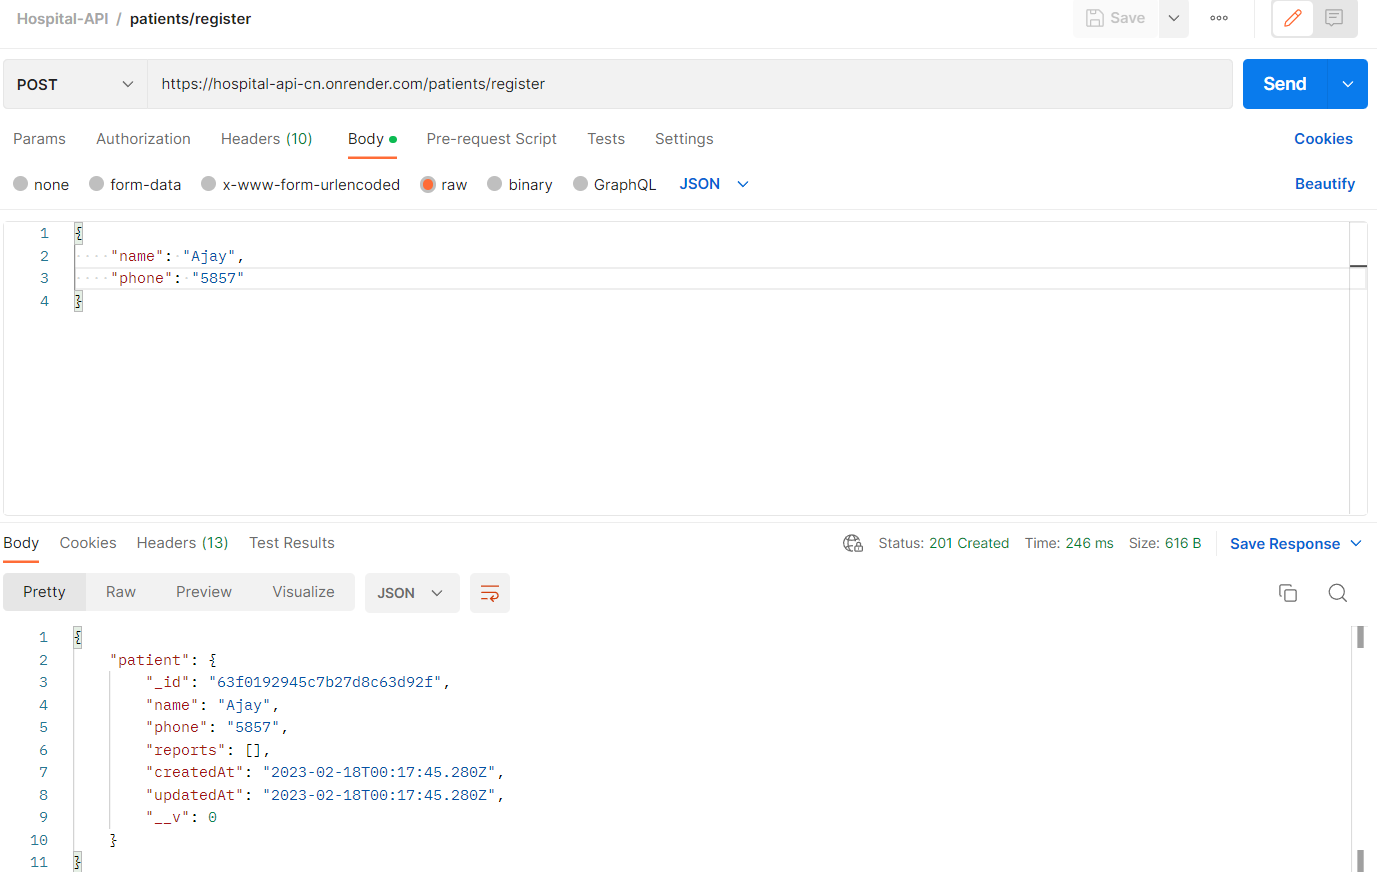 Hospital-API / patients/register
Save
POST https://hospital-api-cn.onrender.com/patients/register Send
Params Authorization Headers (10) Body Pre-request Script Tests Settings Cookies
none form-data x-www-form-urlencoded raw binary GraphQL JSON Beautify
1 {
2 "name": "Ajay",
3 "phone": "5857"
4 }
Body Cookies Headers (13) Test Results Status: 201 Created Time: 246 ms Size: 616 B Save Response
Pretty Raw Preview Visualize JSON
1 {
2 "patient": {
3 "_id": "63f0192945c7b27d8c63d92f",
4 "name": "Ajay",
5 "phone": "5857",
6 "reports": [],
7 "createdAt": "2023-02-18T00:17:45.280Z",
8 "updatedAt": "2023-02-18T00:17:45.280Z",
9 "__v": 0
10 }
11 }